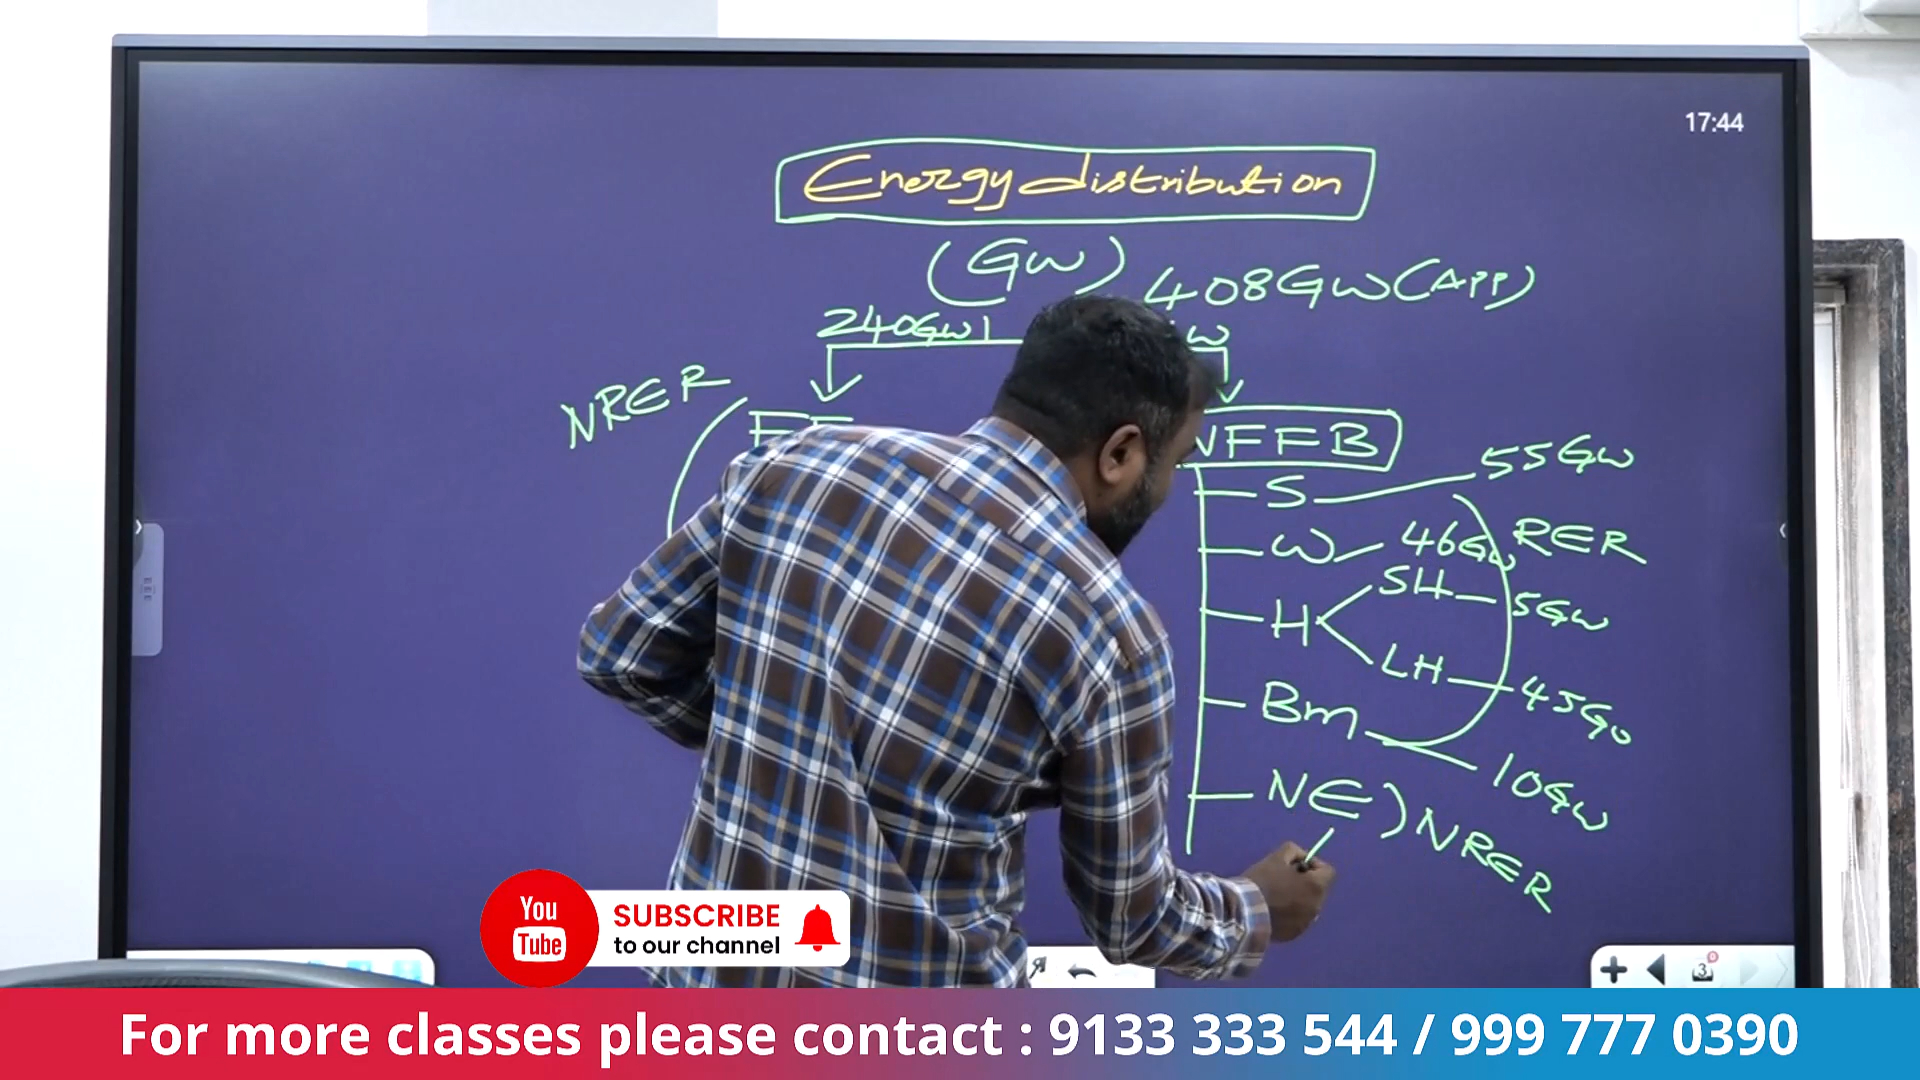 17:44
Energy distribution
(GW)
408GW(APP)
240GW
NRER
NFFB
S 55GW
W 46GW RER
H SH 5GW
LH 45GW
Bm 10GW
NE) NRER
You
Tube
SUBSCRIBE
to our channel
3
For more classes please contact : 9133 333 544 / 999 777 0390